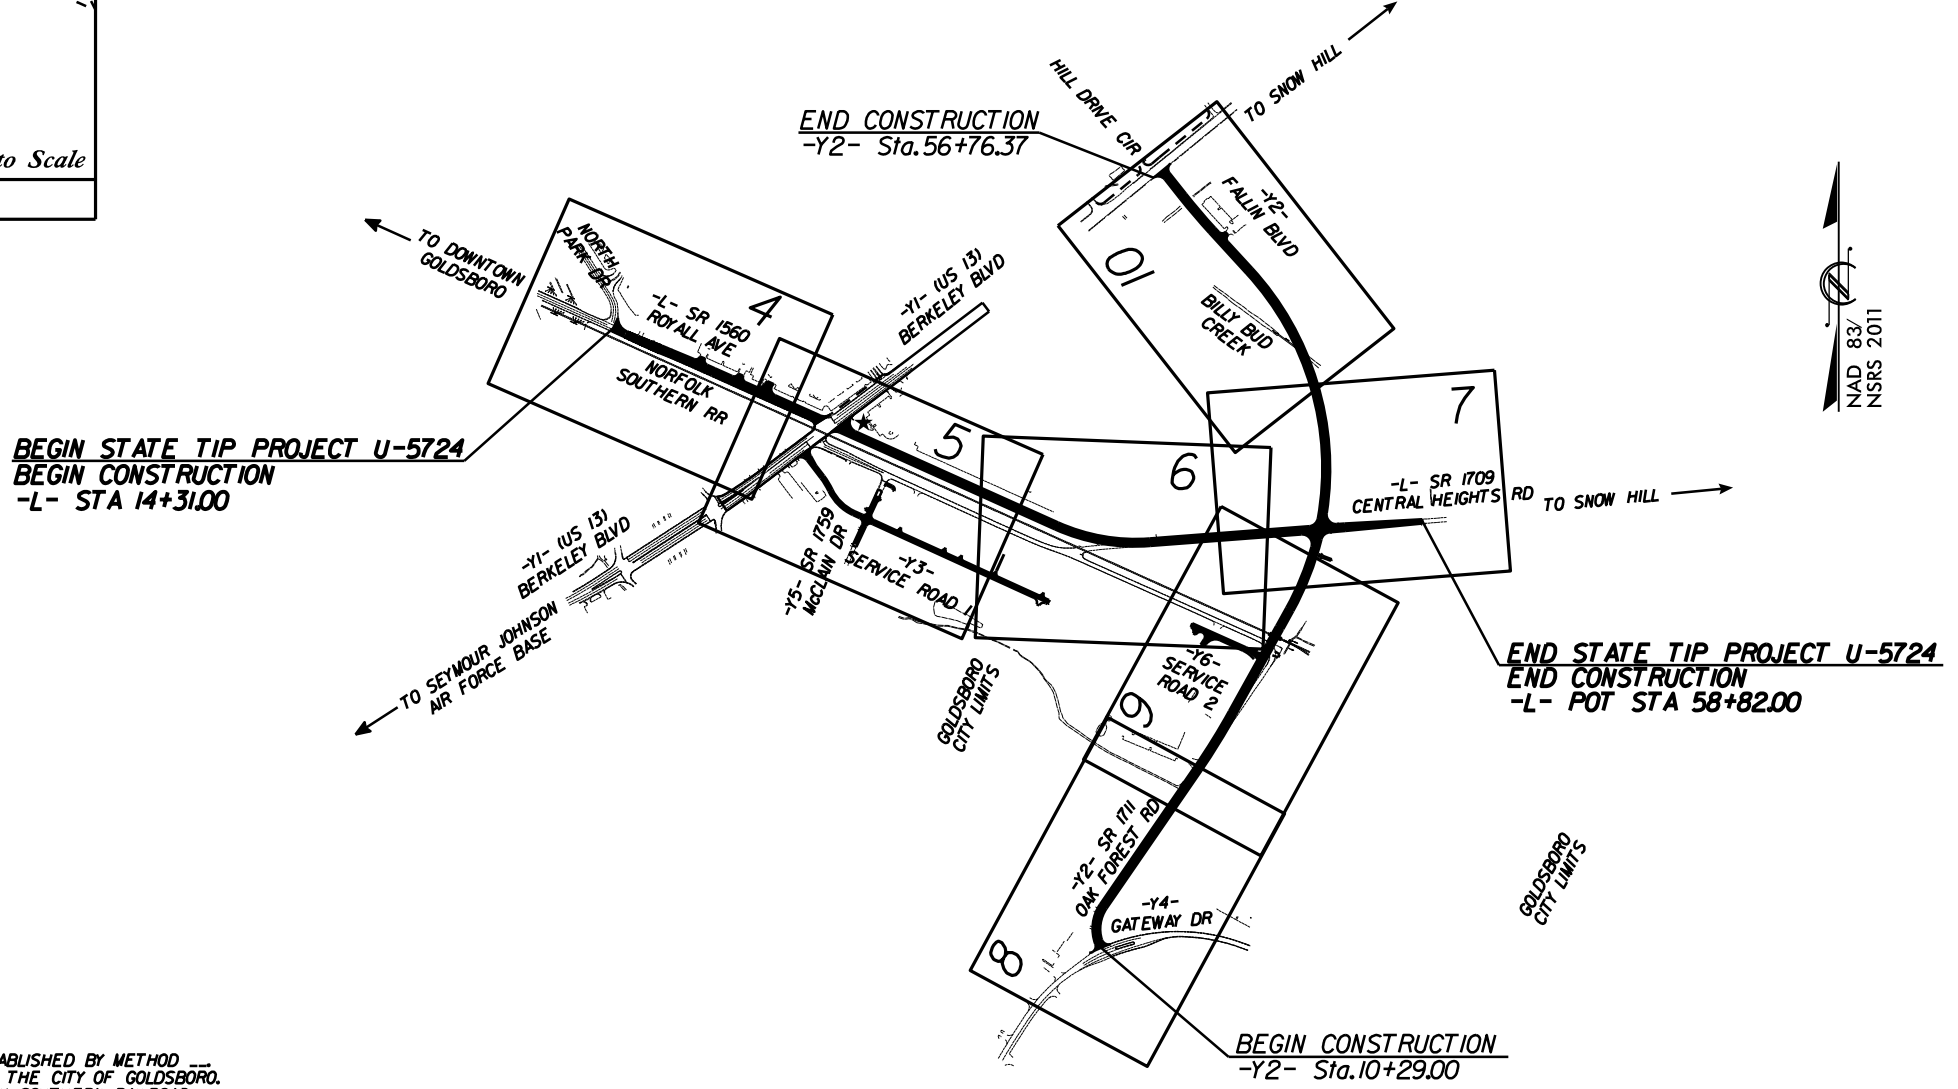 to Scale
HILL DRIVE CIR
TO SNOW HILL
END CONSTRUCTION
-Y2- Sta. 56+76.37
-Y2-
FALLIN BLVD
10
BILLY BUD
CREEK
TO DOWNTOWN
GOLDSBORO
NORTH
PARK DR
4
-L- SR 1560
ROYALL AVE
NORFOLK
SOUTHERN RR
-Y1- (US 13)
BERKELEY BLVD
NAD 83/
NSRS 2011
BEGIN STATE TIP PROJECT U-5724
BEGIN CONSTRUCTION
-L- STA 14+31.00
5
6
7
-L- SR 1709
CENTRAL HEIGHTS RD
TO SNOW HILL
-Y1- (US 13)
BERKELEY BLVD
-Y5- SR 1759
McCLAIN DR
-Y3-
SERVICE ROAD 1
TO SEYMOUR JOHNSON
AIR FORCE BASE
GOLDSBORO
CITY LIMITS
-Y6-
SERVICE
ROAD 2
9
END STATE TIP PROJECT U-5724
END CONSTRUCTION
-L- POT STA 58+82.00
-Y2- SR 1711
OAK FOREST RD
-Y4-
GATEWAY DR
8
GOLDSBORO
CITY LIMITS
BEGIN CONSTRUCTION
-Y2- Sta. 10+29.00
ABLISHED BY METHOD __.
THE CITY OF GOLDSBORO.